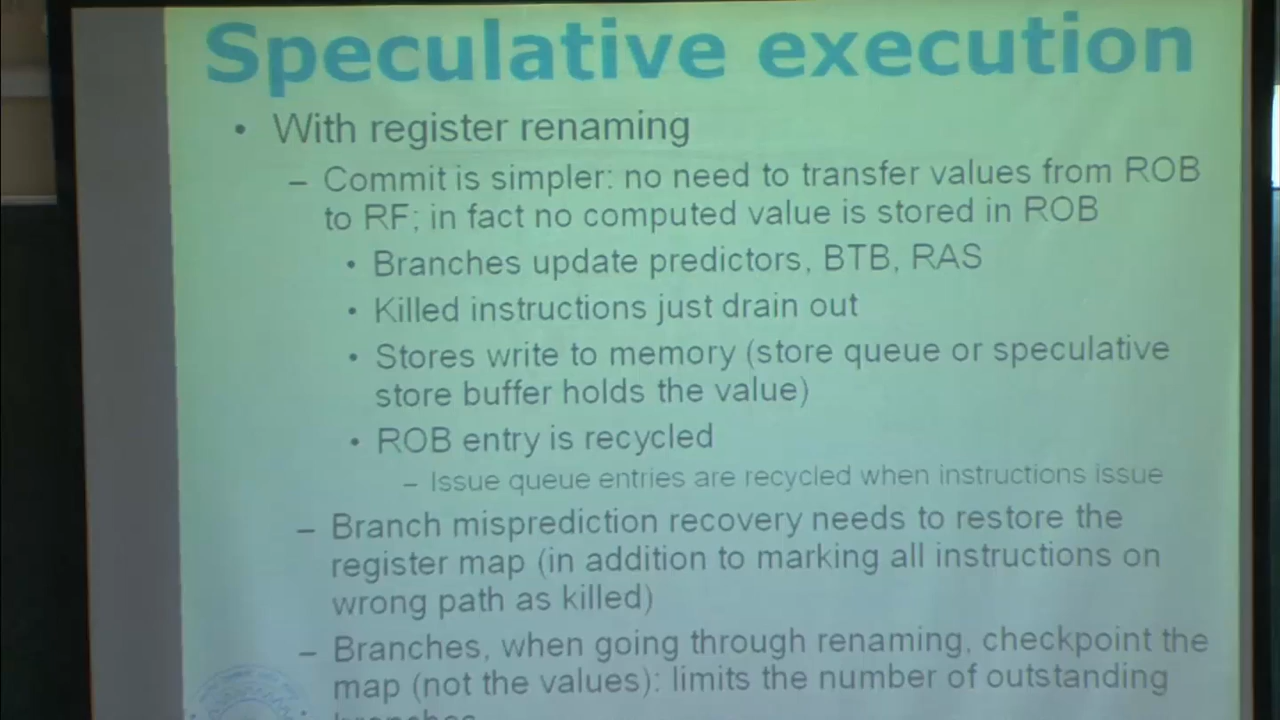 Speculative execution
• With register renaming
– Commit is simpler: no need to transfer values from ROB
to RF; in fact no computed value is stored in ROB
• Branches update predictors, BTB, RAS
• Killed instructions just drain out
• Stores write to memory (store queue or speculative
store buffer holds the value)
• ROB entry is recycled
– Issue queue entries are recycled when instructions issue
– Branch misprediction recovery needs to restore the
register map (in addition to marking all instructions on
wrong path as killed)
– Branches, when going through renaming, checkpoint the
map (not the values): limits the number of outstanding